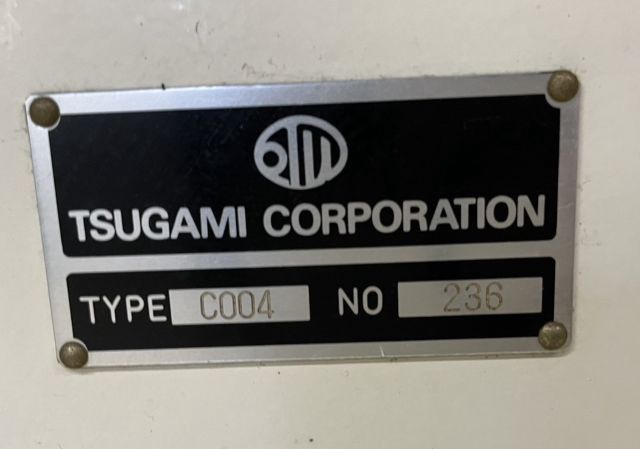 TSUGAMI CORPORATION
TYPE C004 NO 236